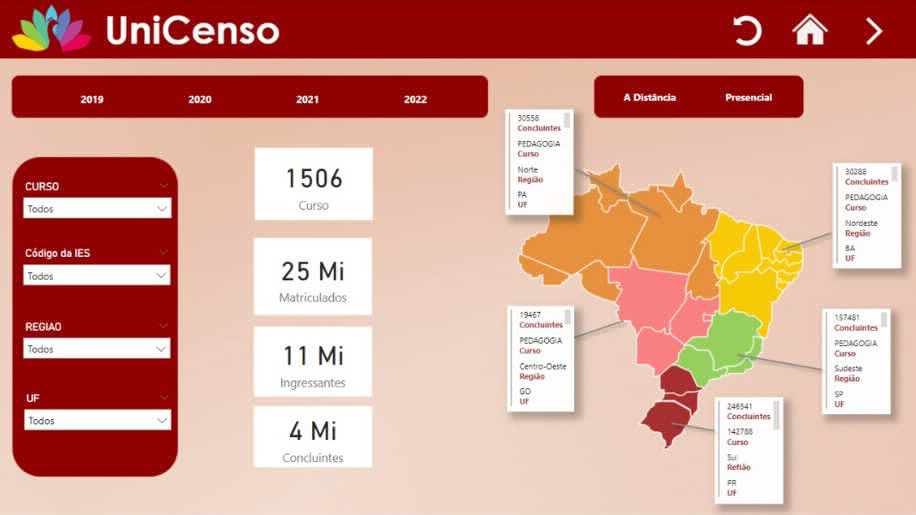 UniCenso
2019 2020 2021 2022
A Distância Presencial
CURSO
Todos
Código da IES
Todos
REGIAO
Todos
UF
Todos
1506
Curso
25 Mi
Matriculados
11 Mi
Ingressantes
4 Mi
Concluintes
30558
Concluintes
PEDAGOGIA
Curso
Norte
Região
PA
UF
30288
Concluintes
PEDAGOGIA
Curso
Nordeste
Região
BA
UF
19467
Concluintes
PEDAGOGIA
Curso
Centro-Oeste
Região
GO
UF
157481
Concluintes
PEDAGOGIA
Curso
Sudeste
Região
SP
UF
246541
Concluintes
142788
Curso
Sul
Refião
PR
UF